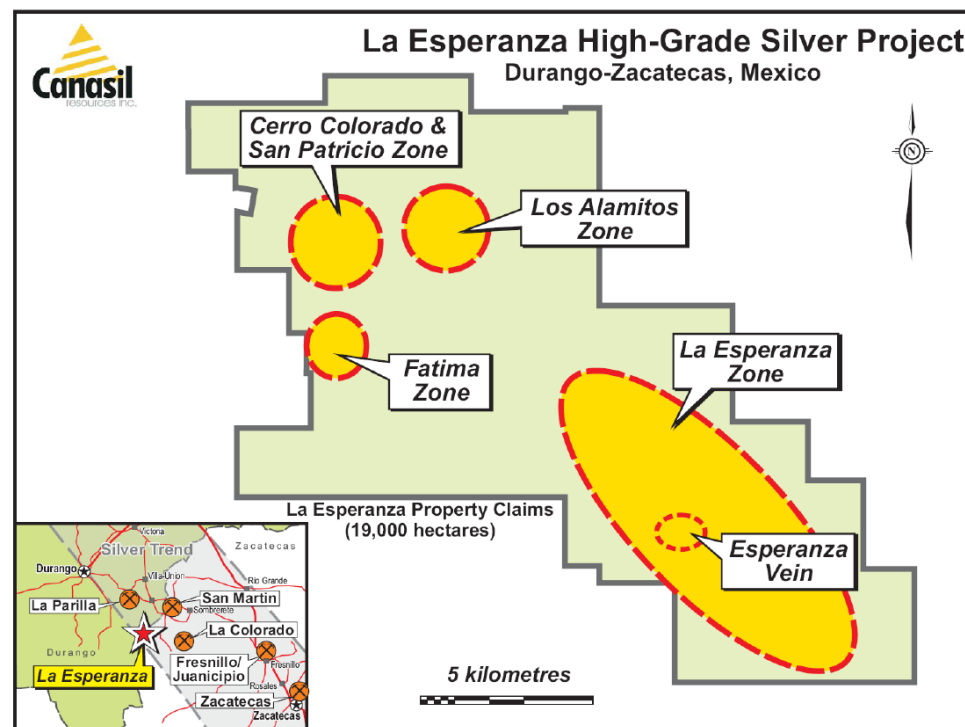 Canasil
resources inc.
La Esperanza High-Grade Silver Project
Durango-Zacatecas, Mexico
N
Cerro Colorado &
San Patricio Zone
Los Alamitos
Zone
Fatima
Zone
La Esperanza
Zone
Esperanza
Vein
La Esperanza Property Claims
(19,000 hectares)
5 kilometres
Victoria
Silver Trend
Zacatecas
Durango
Villa-Union
Rio Grande
La Parilla
San Martin
Sombrerete
La Colorado
Durango
Fresnillo/
Juanicipio
Fresnillo
La Esperanza
Rosales
Zacatecas
Zacatecas